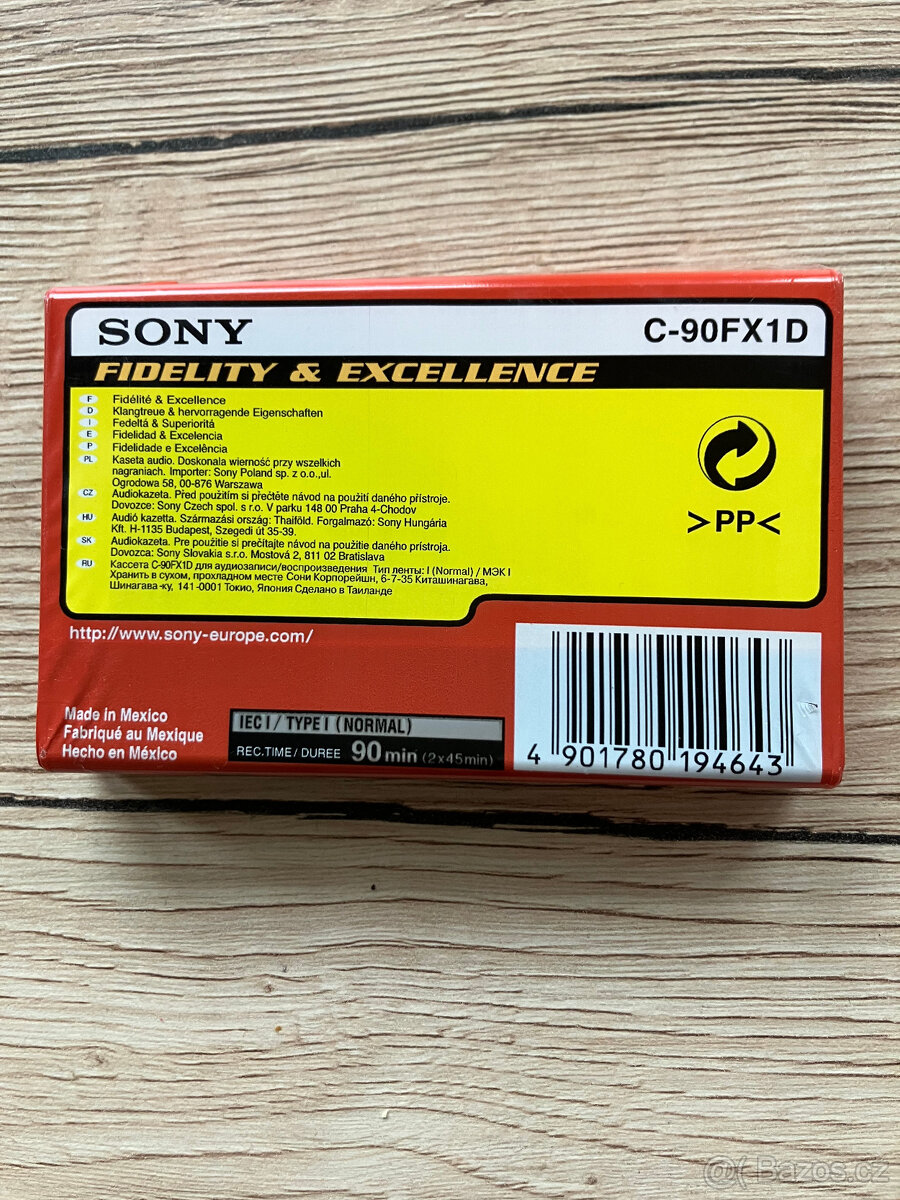 SONY C-90FX1D
FIDELITY & EXCELLENCE
F Fidélité & Excellence
D Klangtreue & hervorragende Eigenschaften
I Fedeltá & Superioritá
E Fidelidad & Excelencia
P Fidelidade e Excelência
PL Kaseta audio. Doskonala wierność przy wszelkich
nagraniach. Importer: Sony Poland sp. z o.o.,ul.
Ogrodowa 58, 00-876 Warszawa
CZ Audiokazeta. Před použitím si přečtěte návod na použití daného přístroje.
Dovozce: Sony Czech spol. s r.o. V parku 148 00 Praha 4-Chodov
HU Audió kazetta. Származási ország: Thaiföld. Forgalmazó: Sony Hungária
Kft. H-1135 Budapest, Szegedi út 35-39.
SK Audiokazeta. Pre použitie si prečítajte návod na použitie daného prístroja.
Dovozca: Sony Slovakia s.r.o. Mostová 2, 811 02 Bratislava
RU Кассета C-90FX1D для аудиозаписи/воспроизведения Тип ленты: I (Normal) / МЭК I
Хранить в сухом, прохладном месте Сони Корпорейшн, 6-7-35 Киташинагава,
Шинагава-ку, 141-0001 Токио, Япония Сделано в Таиланде
>PP<
http://www.sony-europe.com/
Made in Mexico
Fabriqué au Mexique
Hecho en México
IEC I / TYPE I (NORMAL)
REC.TIME/DUREE 90 min (2x45min)
4 901780 194643
Bazos.cz